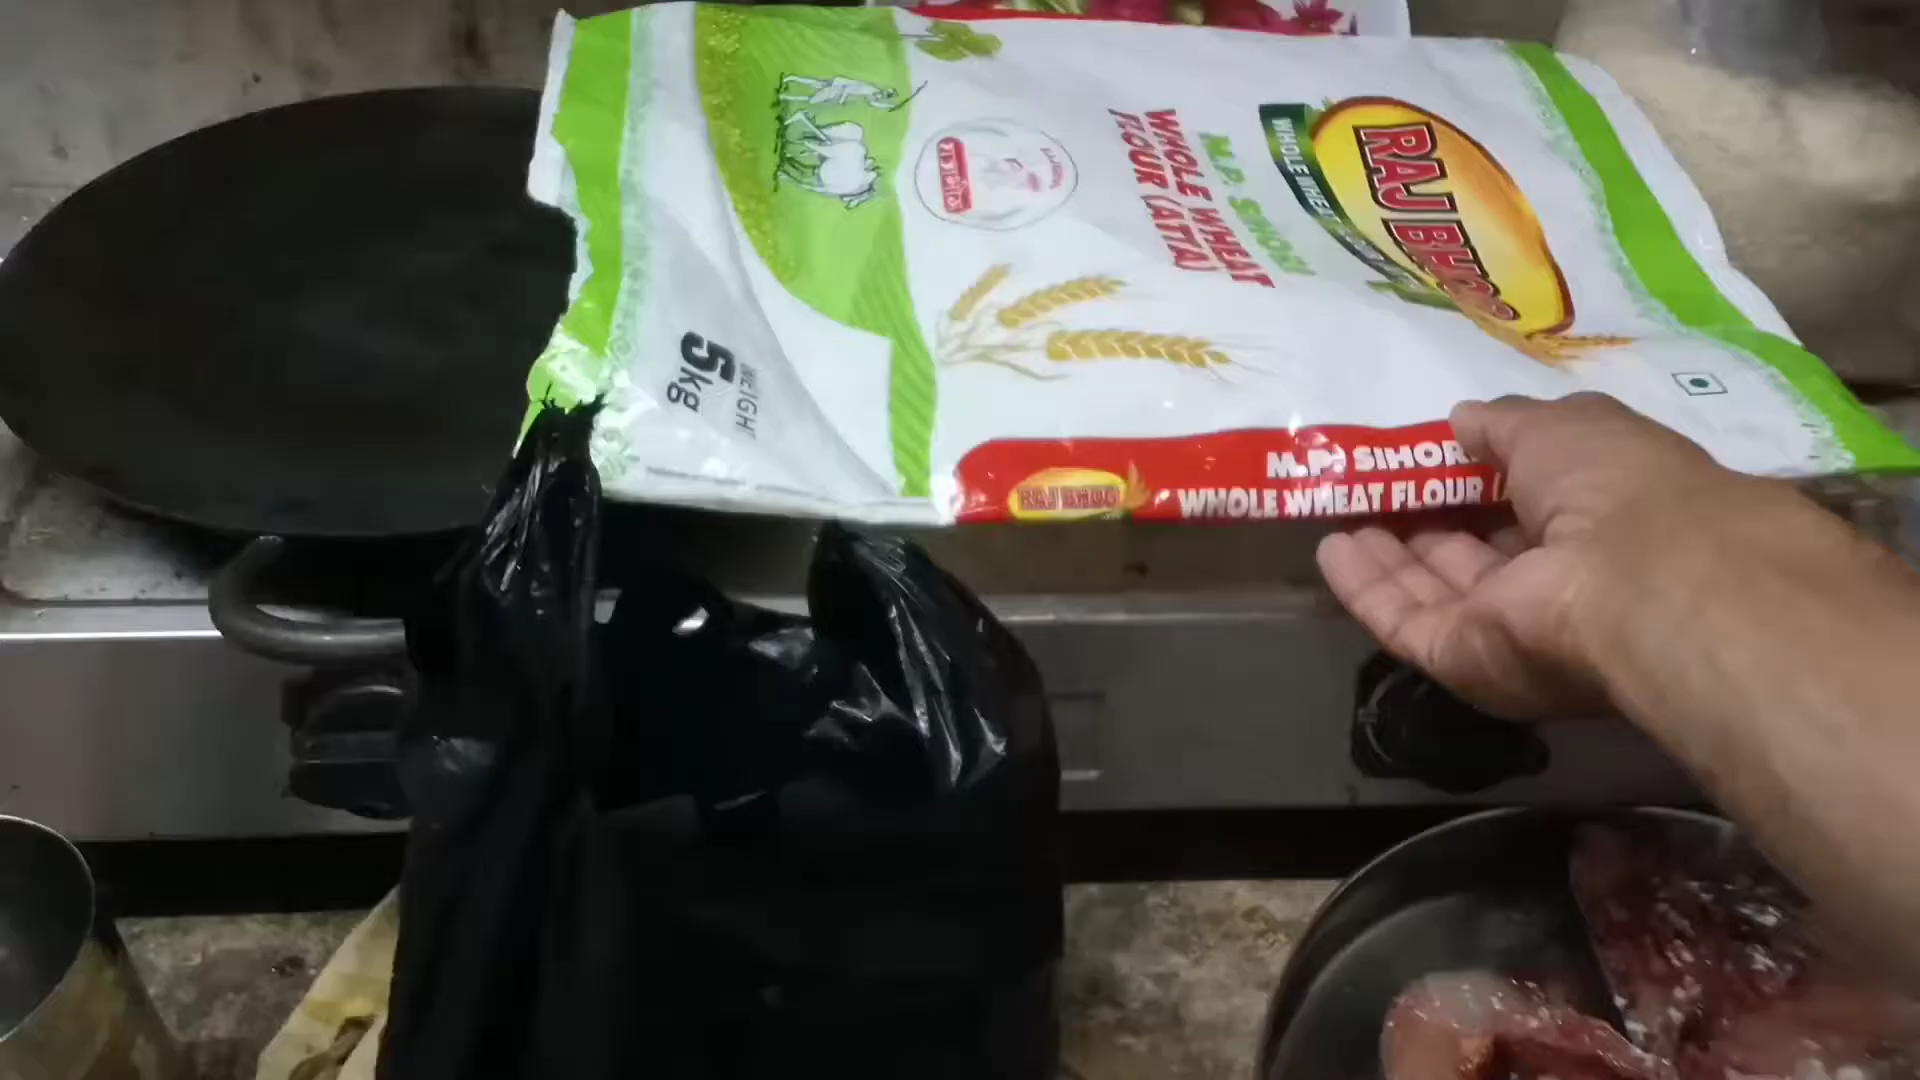 RAJ BHOG
M.P. SIHORI
WHOLE WHEAT
FLOUR (ATTA)
WEIGHT
5kg
M.P. SIHORI
RAJ BHOG
WHOLE WHEAT FLOUR (